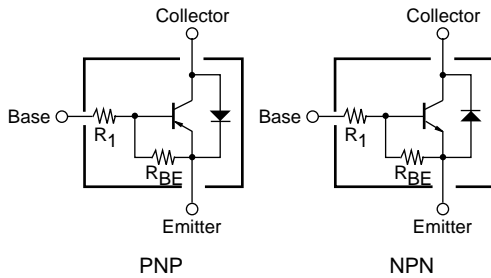 Collector
Collector
Base
R1
RBE
Emitter
PNP
Base
R1
RBE
Emitter
NPN